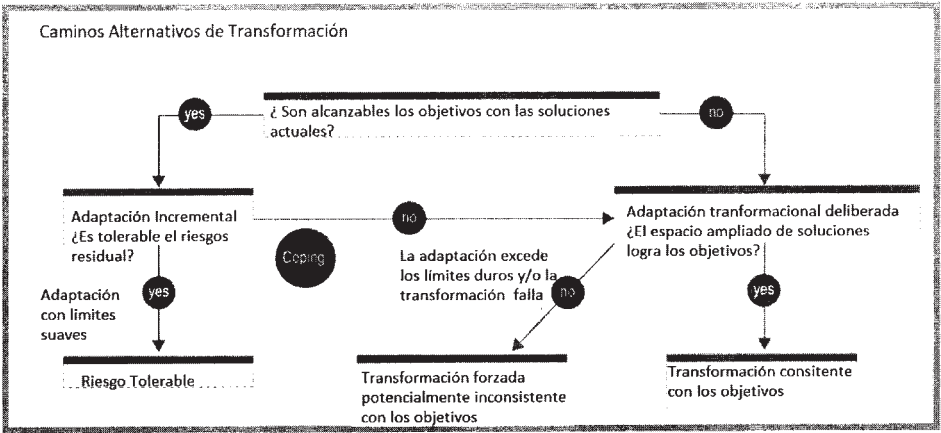 Caminos Alternativos de Transformación
¿ Son alcanzables los objetivos con las soluciones
actuales?
yes
no
Adaptación Incremental
¿Es tolerable el riesgos
residual?
no
Adaptación tranformacional deliberada
¿El espacio ampliado de soluciones
logra los objetivos?
Coping
La adaptación excede
los límites duros y/o la
transformación falla
no
Adaptación
con limites
suaves
yes
yes
Riesgo Tolerable
Transformación forzada
potencialmente inconsistente
con los objetivos
Transformación consitente
con los objetivos